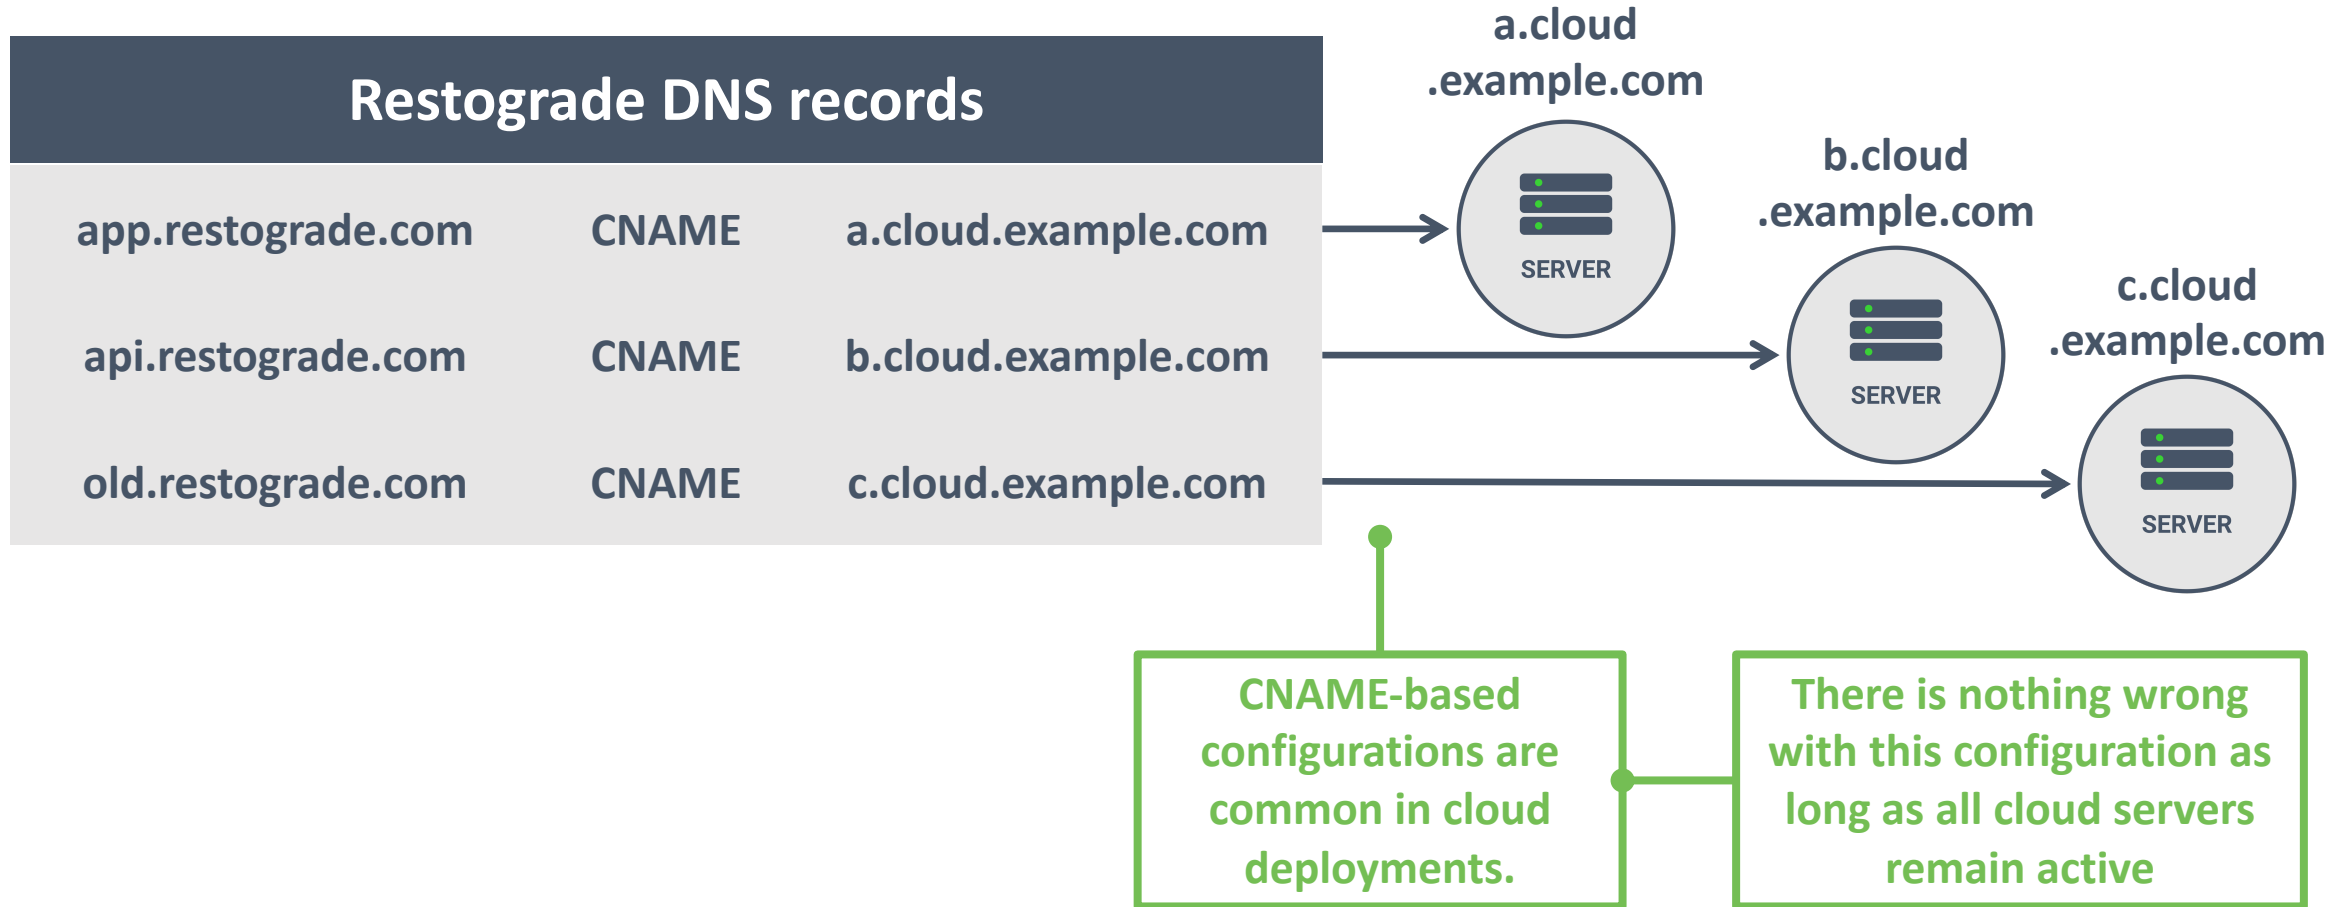 Restograde DNS records
app.restograde.com CNAME a.cloud.example.com
api.restograde.com CNAME b.cloud.example.com
old.restograde.com CNAME c.cloud.example.com
a.cloud
.example.com
SERVER
b.cloud
.example.com
SERVER
c.cloud
.example.com
SERVER
CNAME-based
configurations are
common in cloud
deployments.
There is nothing wrong
with this configuration as
long as all cloud servers
remain active